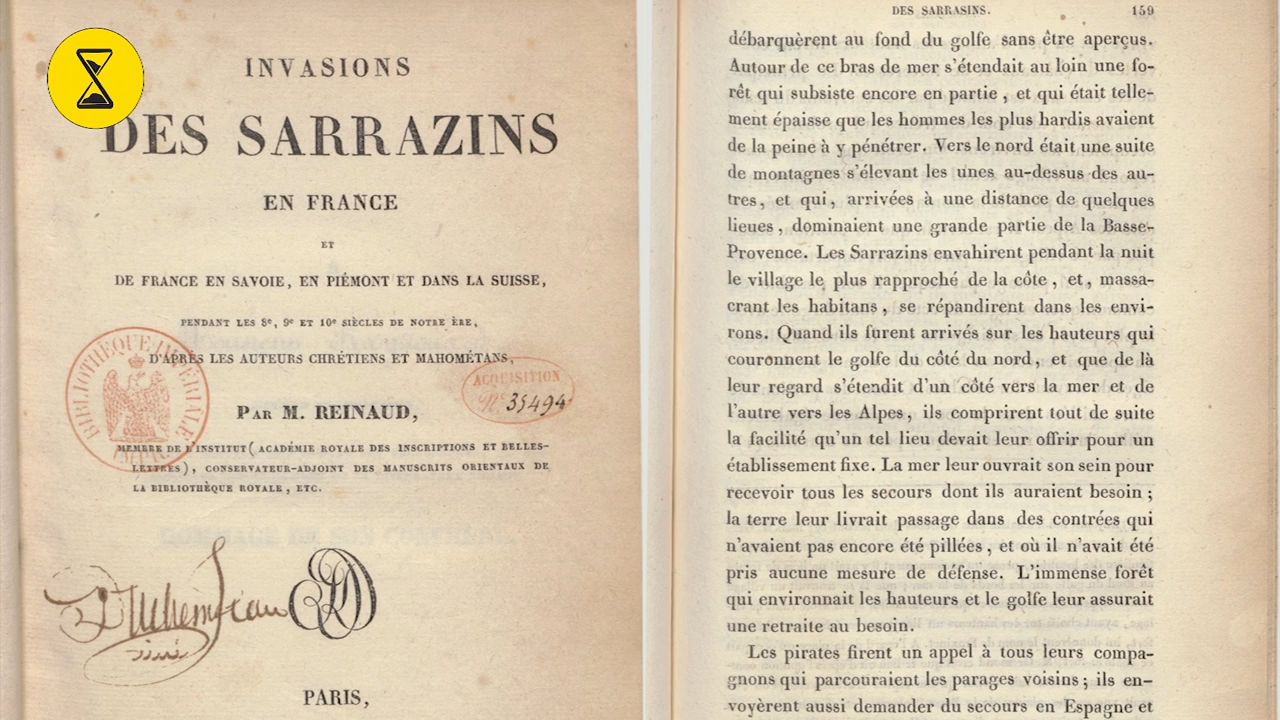 INVASIONS
DES SARRAZINS
EN FRANCE
ET
DE FRANCE EN SAVOIE, EN PIÉMONT ET DANS LA SUISSE,
PENDANT LES 8e, 9e ET 10e SIÈCLES DE NOTRE ÈRE,
D'APRÈS LES AUTEURS CHRÉTIENS ET MAHOMÉTANS,
BIBLIOTHÈQUE IMPÉRIALE
IMPR.
ACQUISITION
No. 35494
PAR M. REINAUD,
MEMBRE DE L'INSTITUT (ACADÉMIE ROYALE DES INSCRIPTIONS ET BELLES-
LETTRES), CONSERVATEUR-ADJOINT DES MANUSCRITS ORIENTAUX DE
LA BIBLIOTHÈQUE ROYALE, ETC.
PARIS,
DES SARRASINS. 159
débarquèrent au fond du golfe sans être aperçus.
Autour de ce bras de mer s'étendait au loin une fo-
rêt qui subsiste encore en partie, et qui était telle-
ment épaisse que les hommes les plus hardis avaient
de la peine à y pénétrer. Vers le nord était une suite
de montagnes s'élevant les unes au-dessus des au-
tres, et qui, arrivées à une distance de quelques
lieues, dominaient une grande partie de la Basse-
Provence. Les Sarrazins envahirent pendant la nuit
le village le plus rapproché de la côte, et, massa-
crant les habitans, se répandirent dans les envi-
rons. Quand ils furent arrivés sur les hauteurs qui
couronnent le golfe du côté du nord, et que de là
leur regard s'étendit d'un côté vers la mer et de
l'autre vers les Alpes, ils comprirent tout de suite
la facilité qu'un tel lieu devait leur offrir pour un
établissement fixe. La mer leur ouvrait son sein pour
recevoir tous les secours dont ils auraient besoin ;
la terre leur livrait passage dans des contrées qui
n'avaient pas encore été pillées, et où il n'avait été
pris aucune mesure de défense. L'immense forêt
qui environnait les hauteurs et le golfe leur assurait
une retraite au besoin.
Les pirates firent un appel à tous leurs compa-
gnons qui parcouraient les parages voisins ; ils en-
voyèrent aussi demander du secours en Espagne et